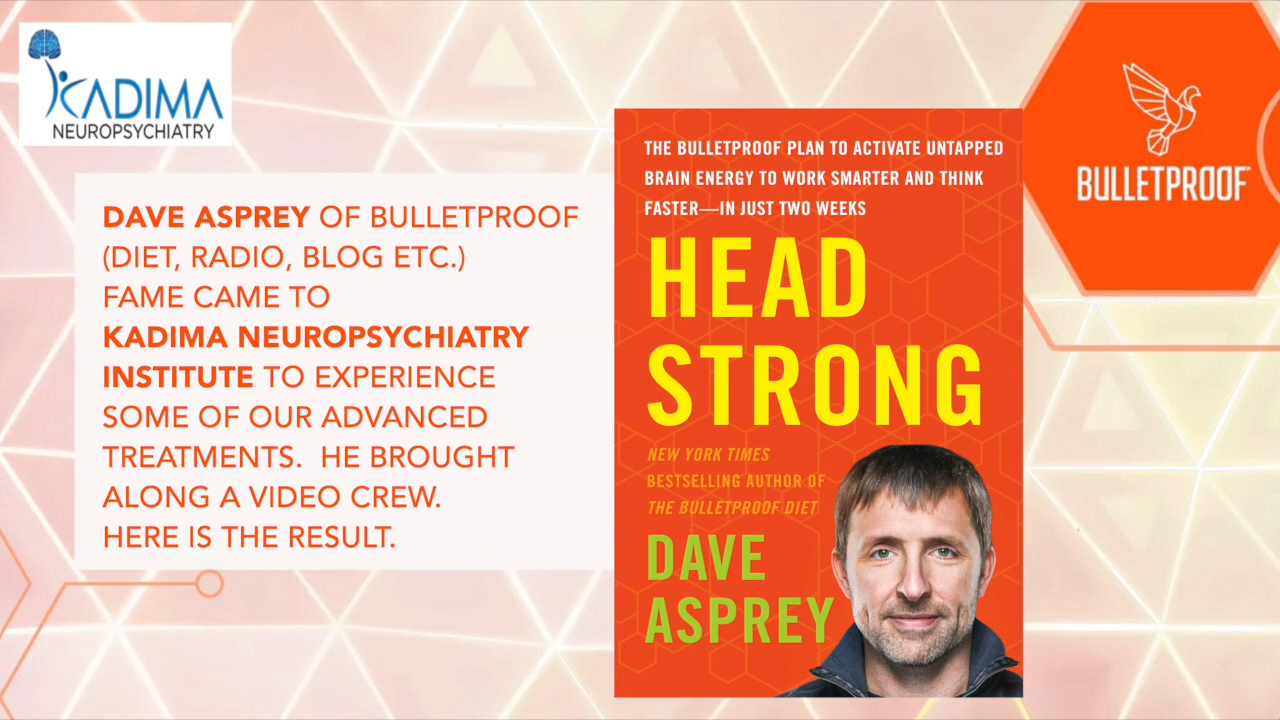 KADIMA
NEUROPSYCHIATRY
DAVE ASPREY OF BULLETPROOF
(DIET, RADIO, BLOG ETC.)
FAME CAME TO
KADIMA NEUROPSYCHIATRY
INSTITUTE TO EXPERIENCE
SOME OF OUR ADVANCED
TREATMENTS.  HE BROUGHT
ALONG A VIDEO CREW.
HERE IS THE RESULT.
THE BULLETPROOF PLAN TO ACTIVATE UNTAPPED
BRAIN ENERGY TO WORK SMARTER AND THINK
FASTER—IN JUST TWO WEEKS
HEAD
STRONG
NEW YORK TIMES
BESTSELLING AUTHOR OF
THE BULLETPROOF DIET
DAVE
ASPREY
BULLETPROOF